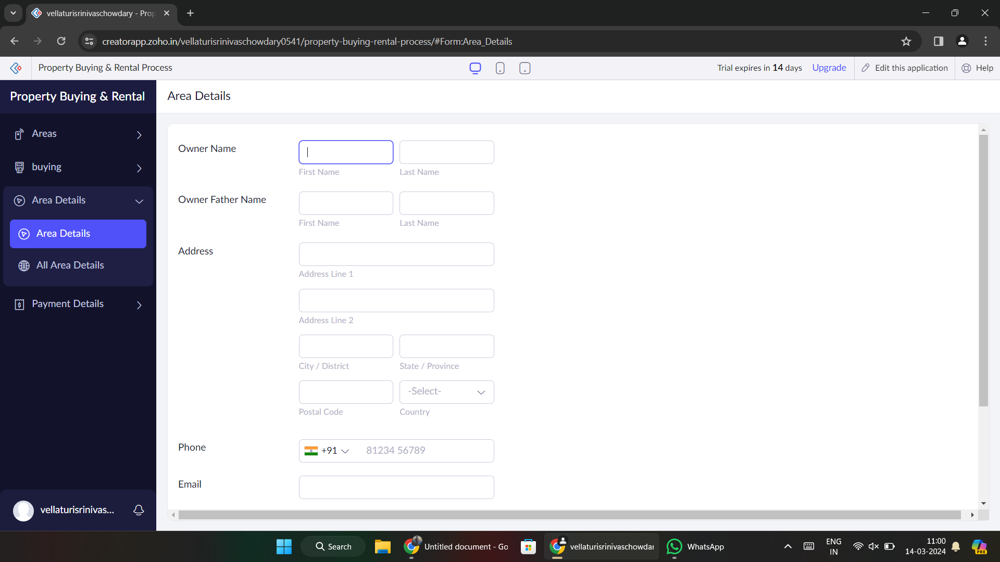 vellaturisrinivaschowdary - Prop
creatorapp.zoho.in/vellaturisrinivaschowdary0541/property-buying-rental-process/#Form:Area_Details
Property Buying & Rental Process
Trial expires in 14 days
Upgrade
Edit this application
Help
Property Buying & Rental
Area Details
Areas
buying
Area Details
Area Details
All Area Details
Payment Details
vellaturisrinivas...
Owner Name
First Name
Last Name
Owner Father Name
First Name
Last Name
Address
Address Line 1
Address Line 2
City / District
State / Province
-Select-
Postal Code
Country
Phone
+91
81234 56789
Email
Search
Untitled document - Go
vellaturisrinivaschowdar
WhatsApp
ENG
IN
11:00
14-03-2024
PRE